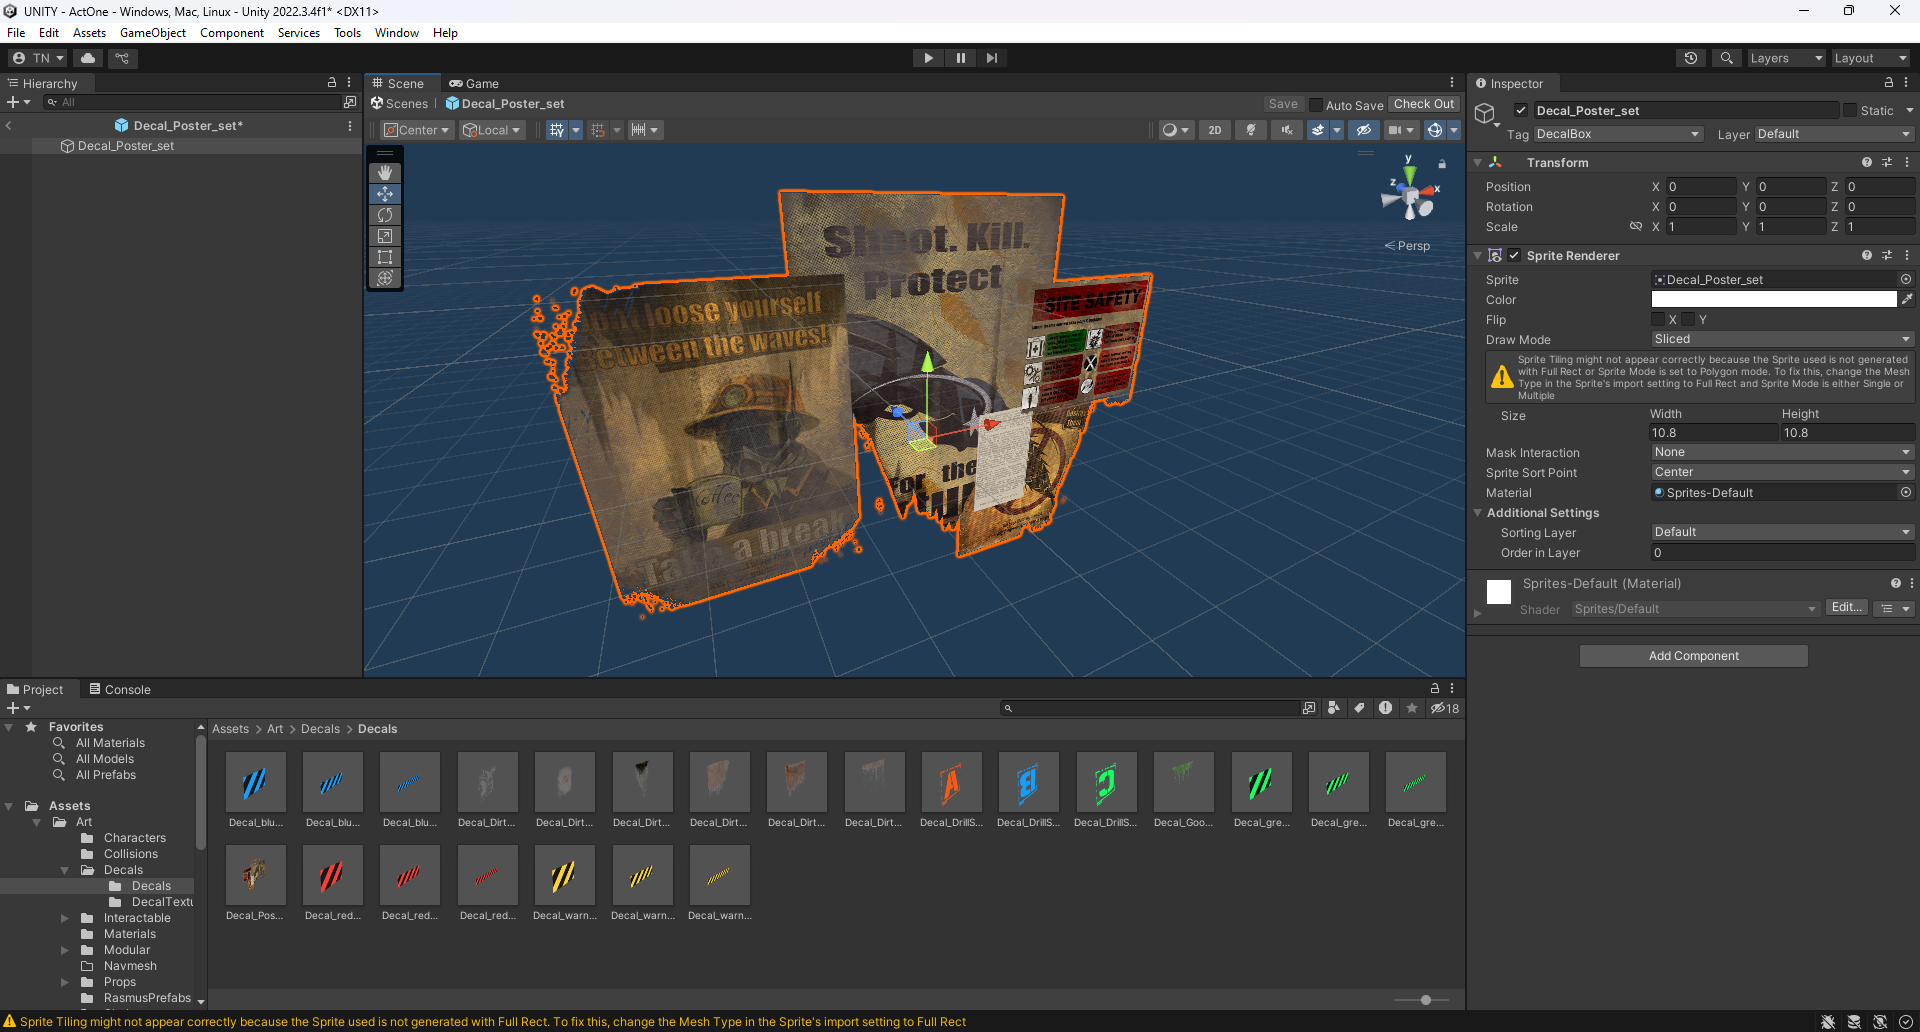 UNITY - ActOne - Windows, Mac, Linux - Unity 2022.3.4f1* <DX11>
File Edit Assets GameObject Component Services Tools Window Help
TN
Layers
Layout
Hierarchy
All
Decal_Poster_set*
Decal_Poster_set
Scene
Game
Scenes
Decal_Poster_set
Save
Auto Save
Check Out
Center
Local
2D
y
z
x
Persp
Shoot. Kill.
Protect
loose yourself
between the waves!
Coffee
Take a break
SITE SAFETY
for the
Inspector
Decal_Poster_set
Static
Tag DecalBox
Layer Default
Transform
Position X 0 Y 0 Z 0
Rotation X 0 Y 0 Z 0
Scale X 1 Y 1 Z 1
Sprite Renderer
Sprite Decal_Poster_set
Color
Flip X Y
Draw Mode Sliced
Sprite Tiling might not appear correctly because the Sprite used is not generated
with Full Rect or Sprite Mode is set to Polygon mode. To fix this, change the Mesh
Type in the Sprite's import setting to Full Rect and Sprite Mode is either Single or
Multiple
Size Width Height
10.8 10.8
Mask Interaction None
Sprite Sort Point Center
Material Sprites-Default
Additional Settings
Sorting Layer Default
Order in Layer 0
Sprites-Default (Material)
Shader Sprites/Default Edit...
Add Component
Project
Console
18
Favorites
All Materials
All Models
All Prefabs
Assets
Art
Characters
Collisions
Decals
Decals
DecalTextu
Interactable
Materials
Modular
Navmesh
Props
RasmusPrefabs
Assets > Art > Decals > Decals
Decal_blu... Decal_blu... Decal_blu... Decal_Dirt... Decal_Dirt... Decal_Dirt... Decal_Dirt... Decal_Dirt... Decal_Dirt... Decal_DrillS... Decal_DrillS... Decal_DrillS... Decal_Goo... Decal_gre... Decal_gre... Decal_gre...
Decal_Pos... Decal_red... Decal_red... Decal_red... Decal_warn... Decal_warn... Decal_warn...
Sprite Tiling might not appear correctly because the Sprite used is not generated with Full Rect. To fix this, change the Mesh Type in the Sprite's import setting to Full Rect